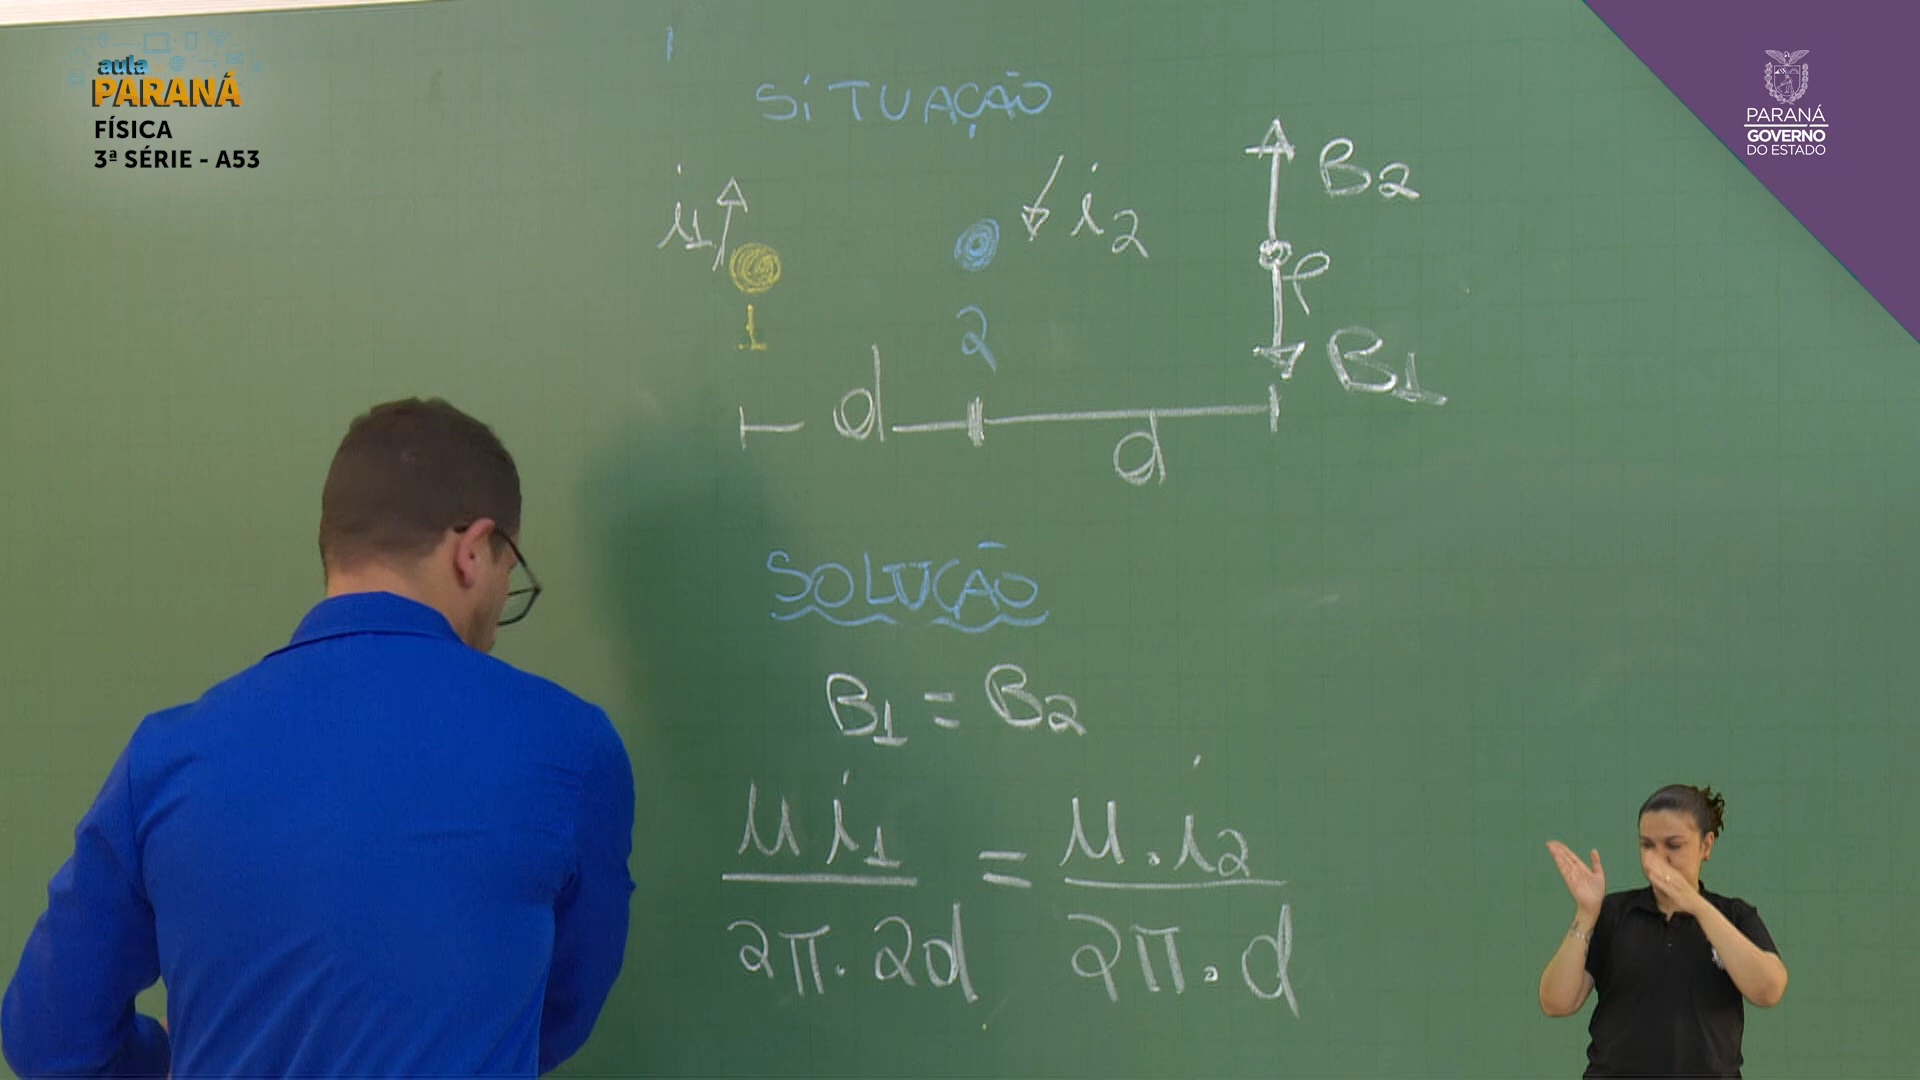 aula
PARANÁ
FÍSICA
3ª SÉRIE - A53
PARANÁ
GOVERNO
DO ESTADO
SITUAÇÃO
i1
i2
B2
P
1
2
B1
d
d
SOLUÇÃO
B1 = B2
μ i1 / 2π . 2d = μ . i2 / 2π . d